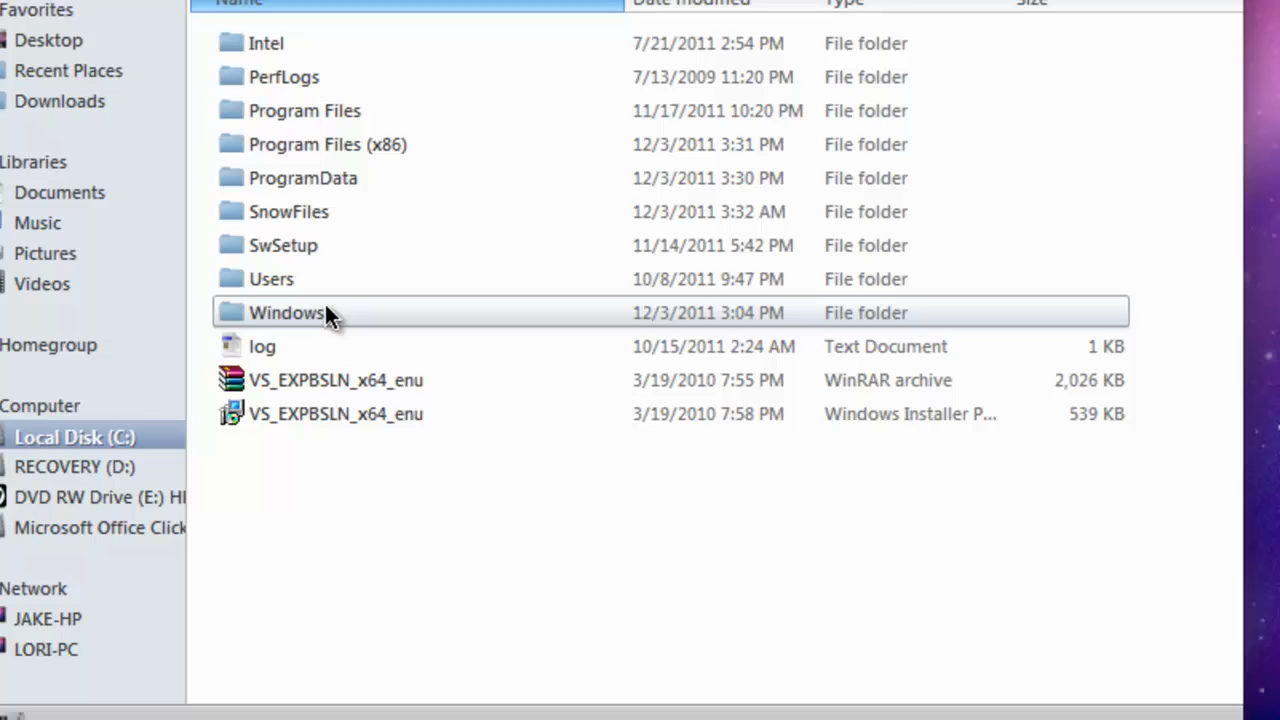 Favorites
Desktop
Recent Places
Downloads
Libraries
Documents
Music
Pictures
Videos
Homegroup
Computer
Local Disk (C:)
RECOVERY (D:)
DVD RW Drive (E:) HI
Microsoft Office Click
Network
JAKE-HP
LORI-PC
Name Date modified Type Size
Intel 7/21/2011 2:54 PM File folder
PerfLogs 7/13/2009 11:20 PM File folder
Program Files 11/17/2011 10:20 PM File folder
Program Files (x86) 12/3/2011 3:31 PM File folder
ProgramData 12/3/2011 3:30 PM File folder
SnowFiles 12/3/2011 3:32 AM File folder
SwSetup 11/14/2011 5:42 PM File folder
Users 10/8/2011 9:47 PM File folder
Windows 12/3/2011 3:04 PM File folder
log 10/15/2011 2:24 AM Text Document 1 KB
VS_EXPBSLN_x64_enu 3/19/2010 7:55 PM WinRAR archive 2,026 KB
VS_EXPBSLN_x64_enu 3/19/2010 7:58 PM Windows Installer P... 539 KB